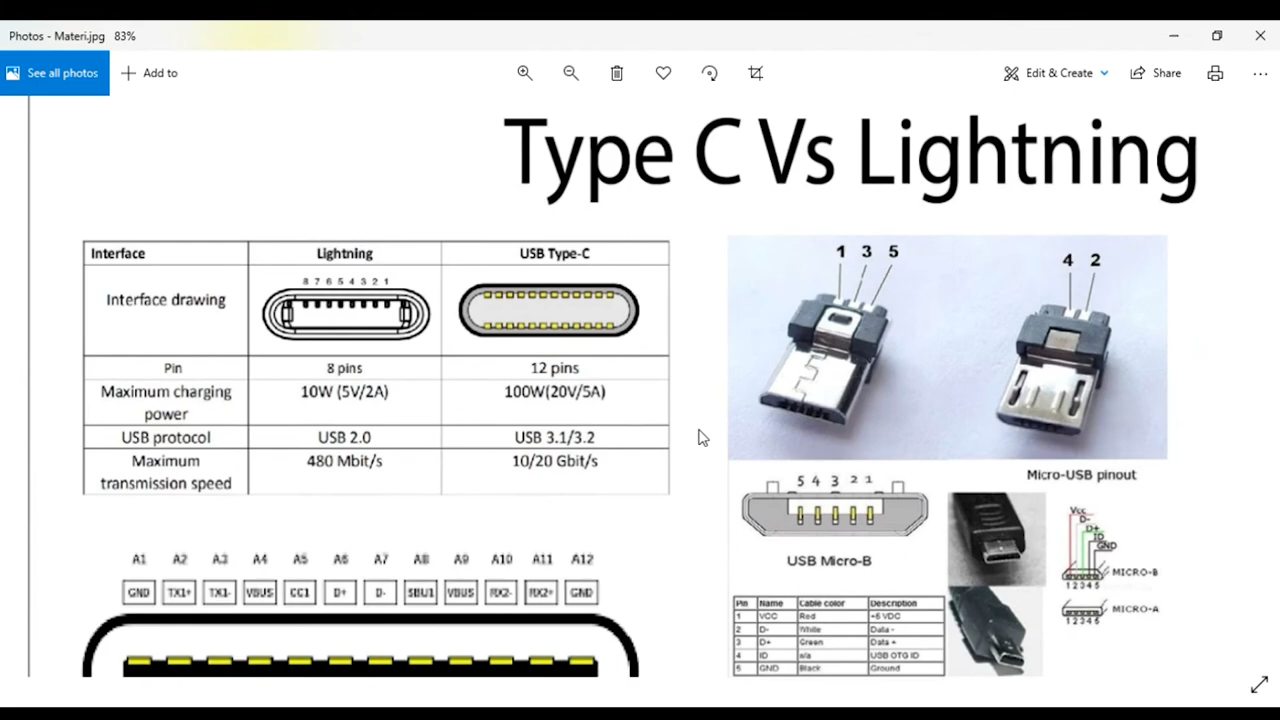 Photos - Materi.jpg 83%
See all photos
Add to
Edit & Create
Share
Type C Vs Lightning
Interface Lightning USB Type-C
Interface drawing
8 7 6 5 4 3 2 1
Pin 8 pins 12 pins
Maximum charging power 10W (5V/2A) 100W(20V/5A)
USB protocol USB 2.0 USB 3.1/3.2
Maximum transmission speed 480 Mbit/s 10/20 Gbit/s
A1 A2 A3 A4 A5 A6 A7 A8 A9 A10 A11 A12
GND TX1+ TX1- VBUS CC1 D+ D- SBU1 VBUS RX2- RX2+ GND
1 3 5
4 2
Micro-USB pinout
5 4 3 2 1
USB Micro-B
Vcc
D-
D+
ID
GND
MICRO-B
1 2 3 4 5
MICRO-A
1 2 3 4 5
Pin Name Cable color Description
1 VCC Red +5 VDC
2 D- White Data -
3 D+ Green Data +
4 ID n/a USB OTG ID
5 GND Black Ground